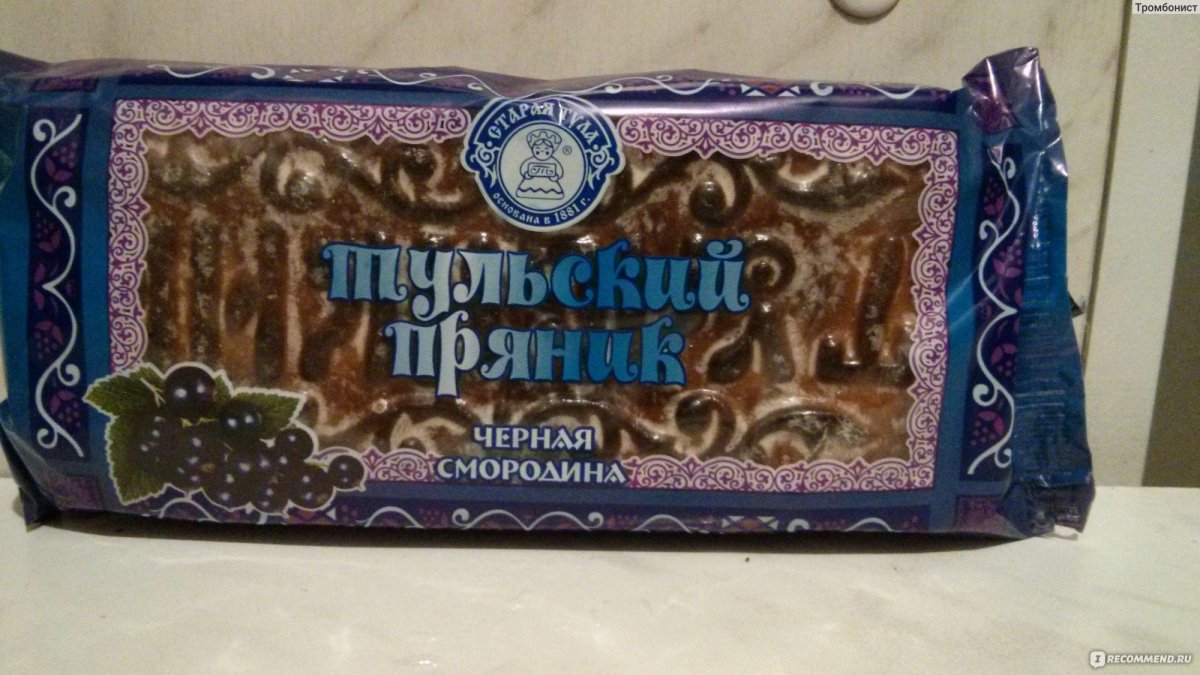 Тромбонист
СТАРАЯ ТУЛА
®
ОСНОВАНА В 1881 г.
тульский
пряник
ЧЕРНАЯ
СМОРОДИНА
I RECOMMEND.RU